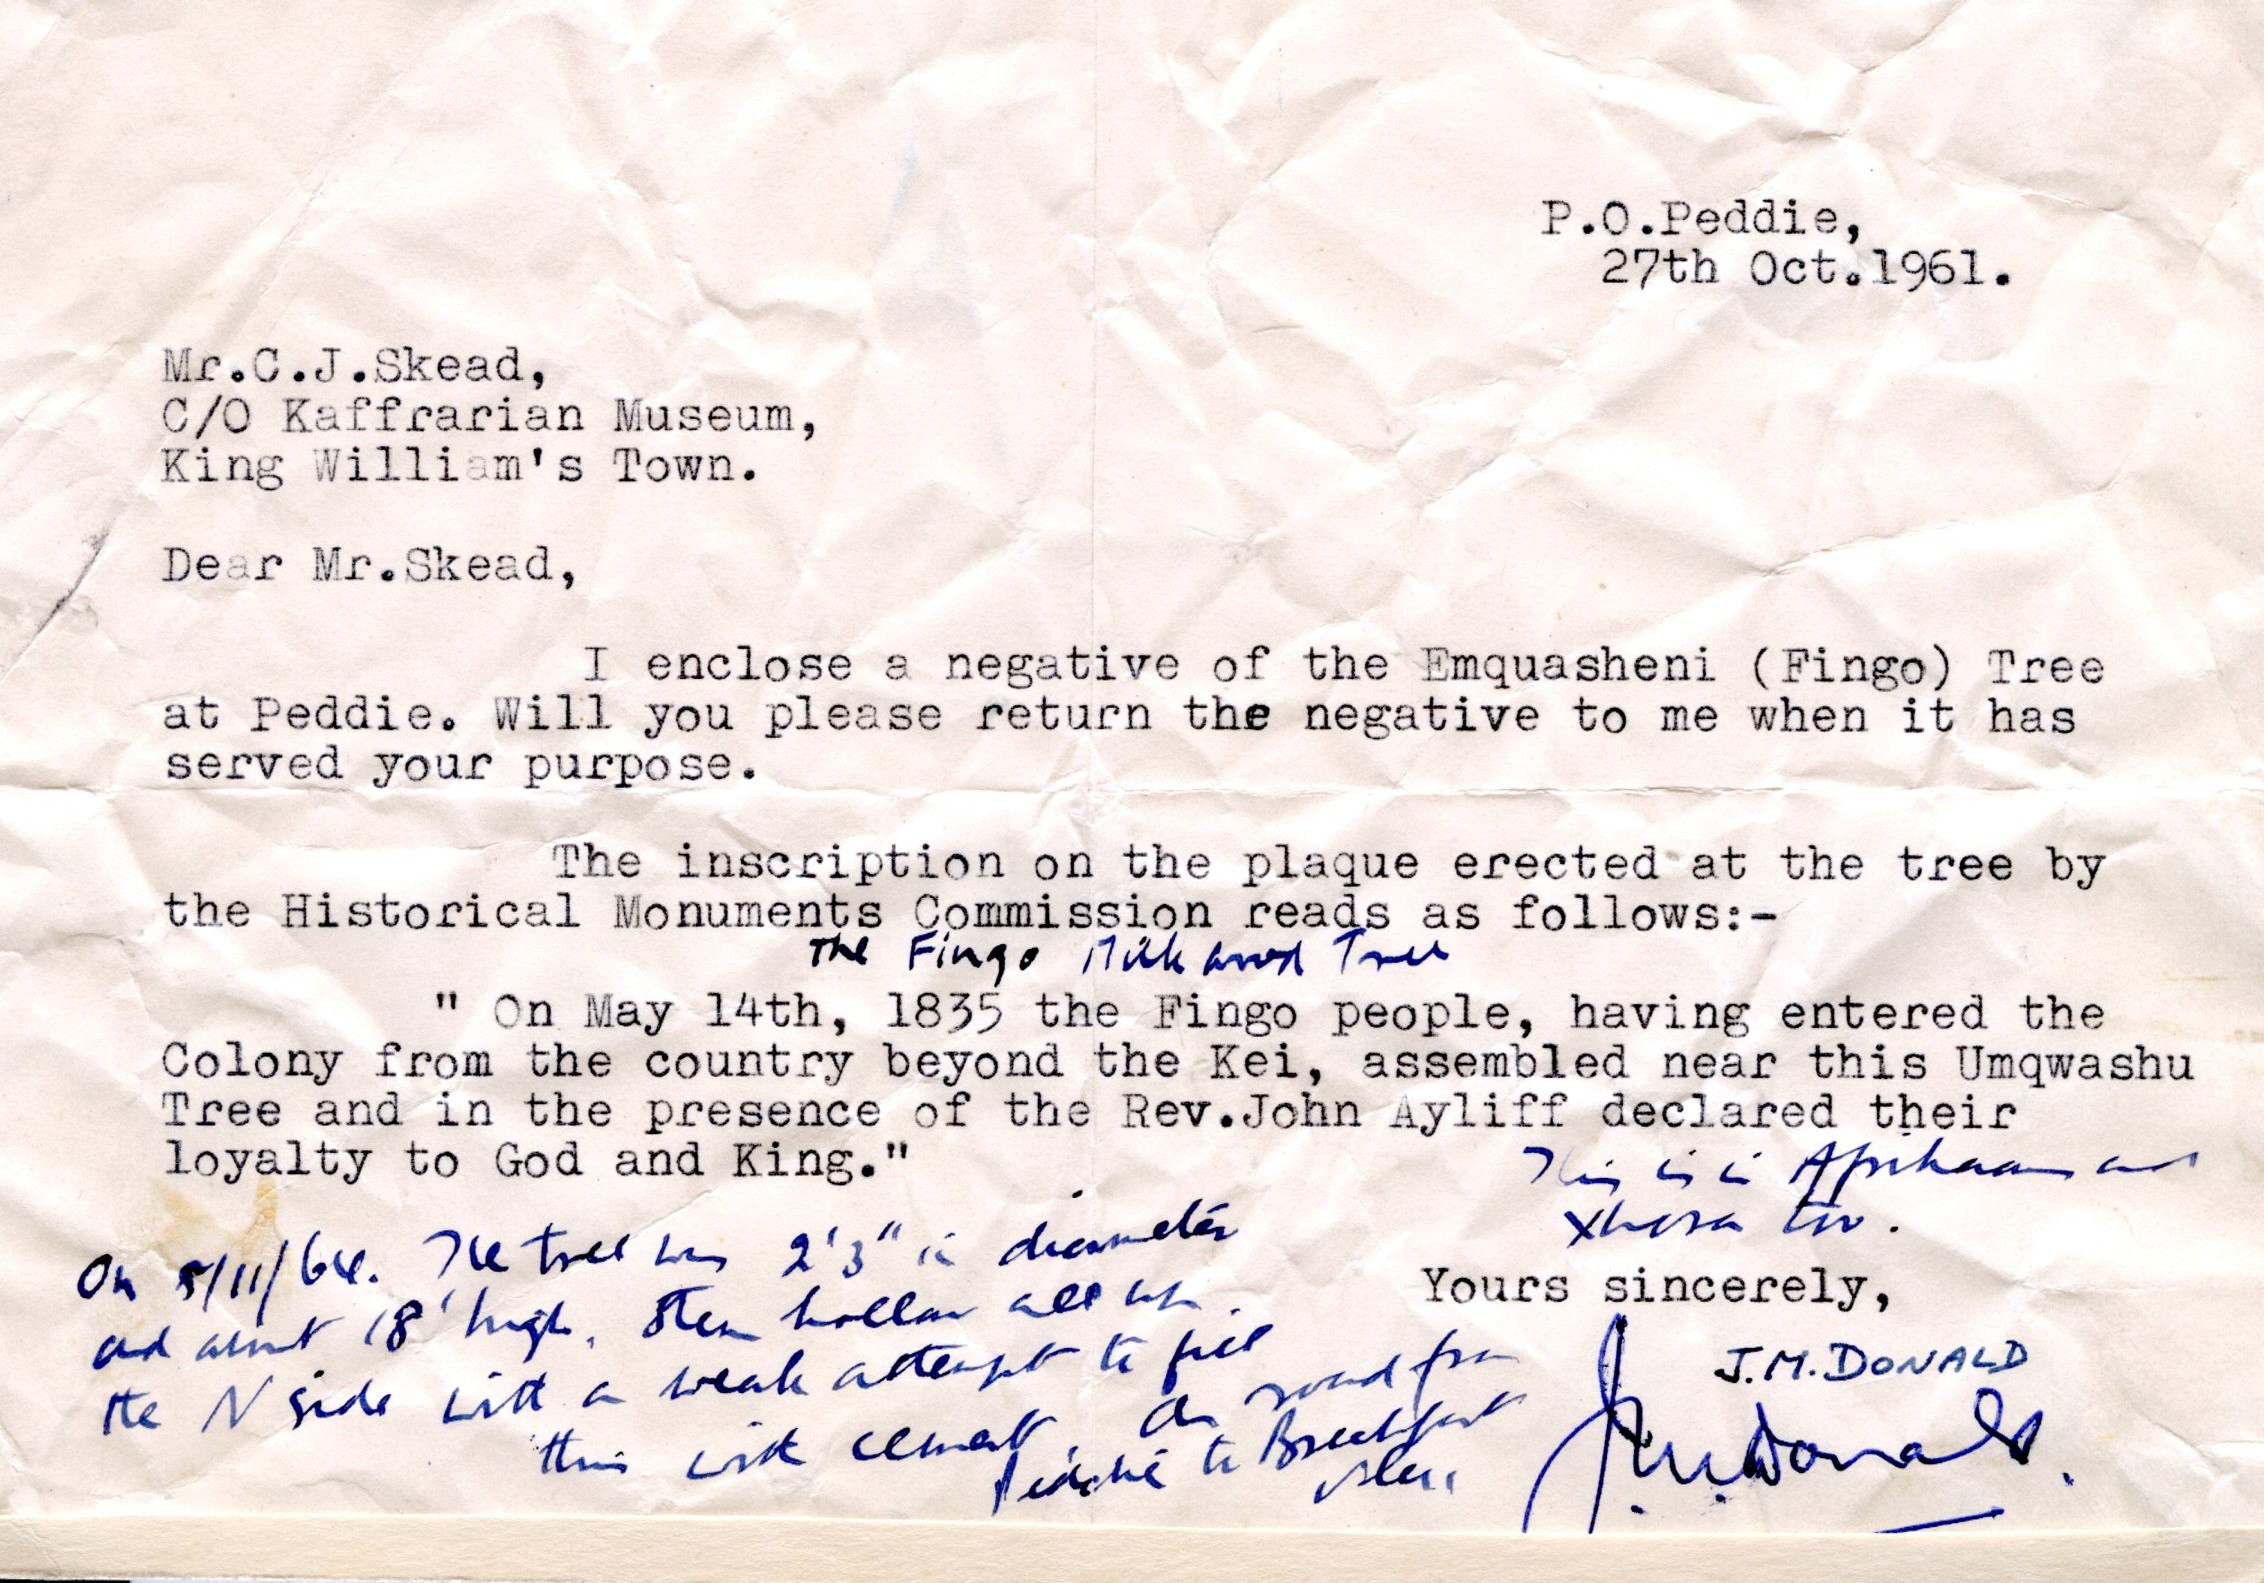 P.O.Peddie,
27th Oct.1961.
Mr.C.J.Skead,
C/O Kaffrarian Museum,
King William's Town.
Dear Mr.Skead,
I enclose a negative of the Emquasheni (Fingo) Tree
at Peddie. Will you please return the negative to me when it has
served your purpose.
The inscription on the plaque erected at the tree by
the Historical Monuments Commission reads as follows:-
The Fingo Milkwood Tree
" On May 14th, 1835 the Fingo people, having entered the
Colony from the country beyond the Kei, assembled near this Umqwashu
Tree and in the presence of the Rev.John Ayliff declared their
loyalty to God and King."
This is in Afrikaans and
Xhosa too.
On 5/11/64. The tree was 2'3" in diameter
and about 18' high. Stem hollow all up
the N side with a weak attempt to fill
this with cement. On road from
Peddie to Breakfast
Vlei.
Yours sincerely,
J.M.DONALD
J.M.Donald.